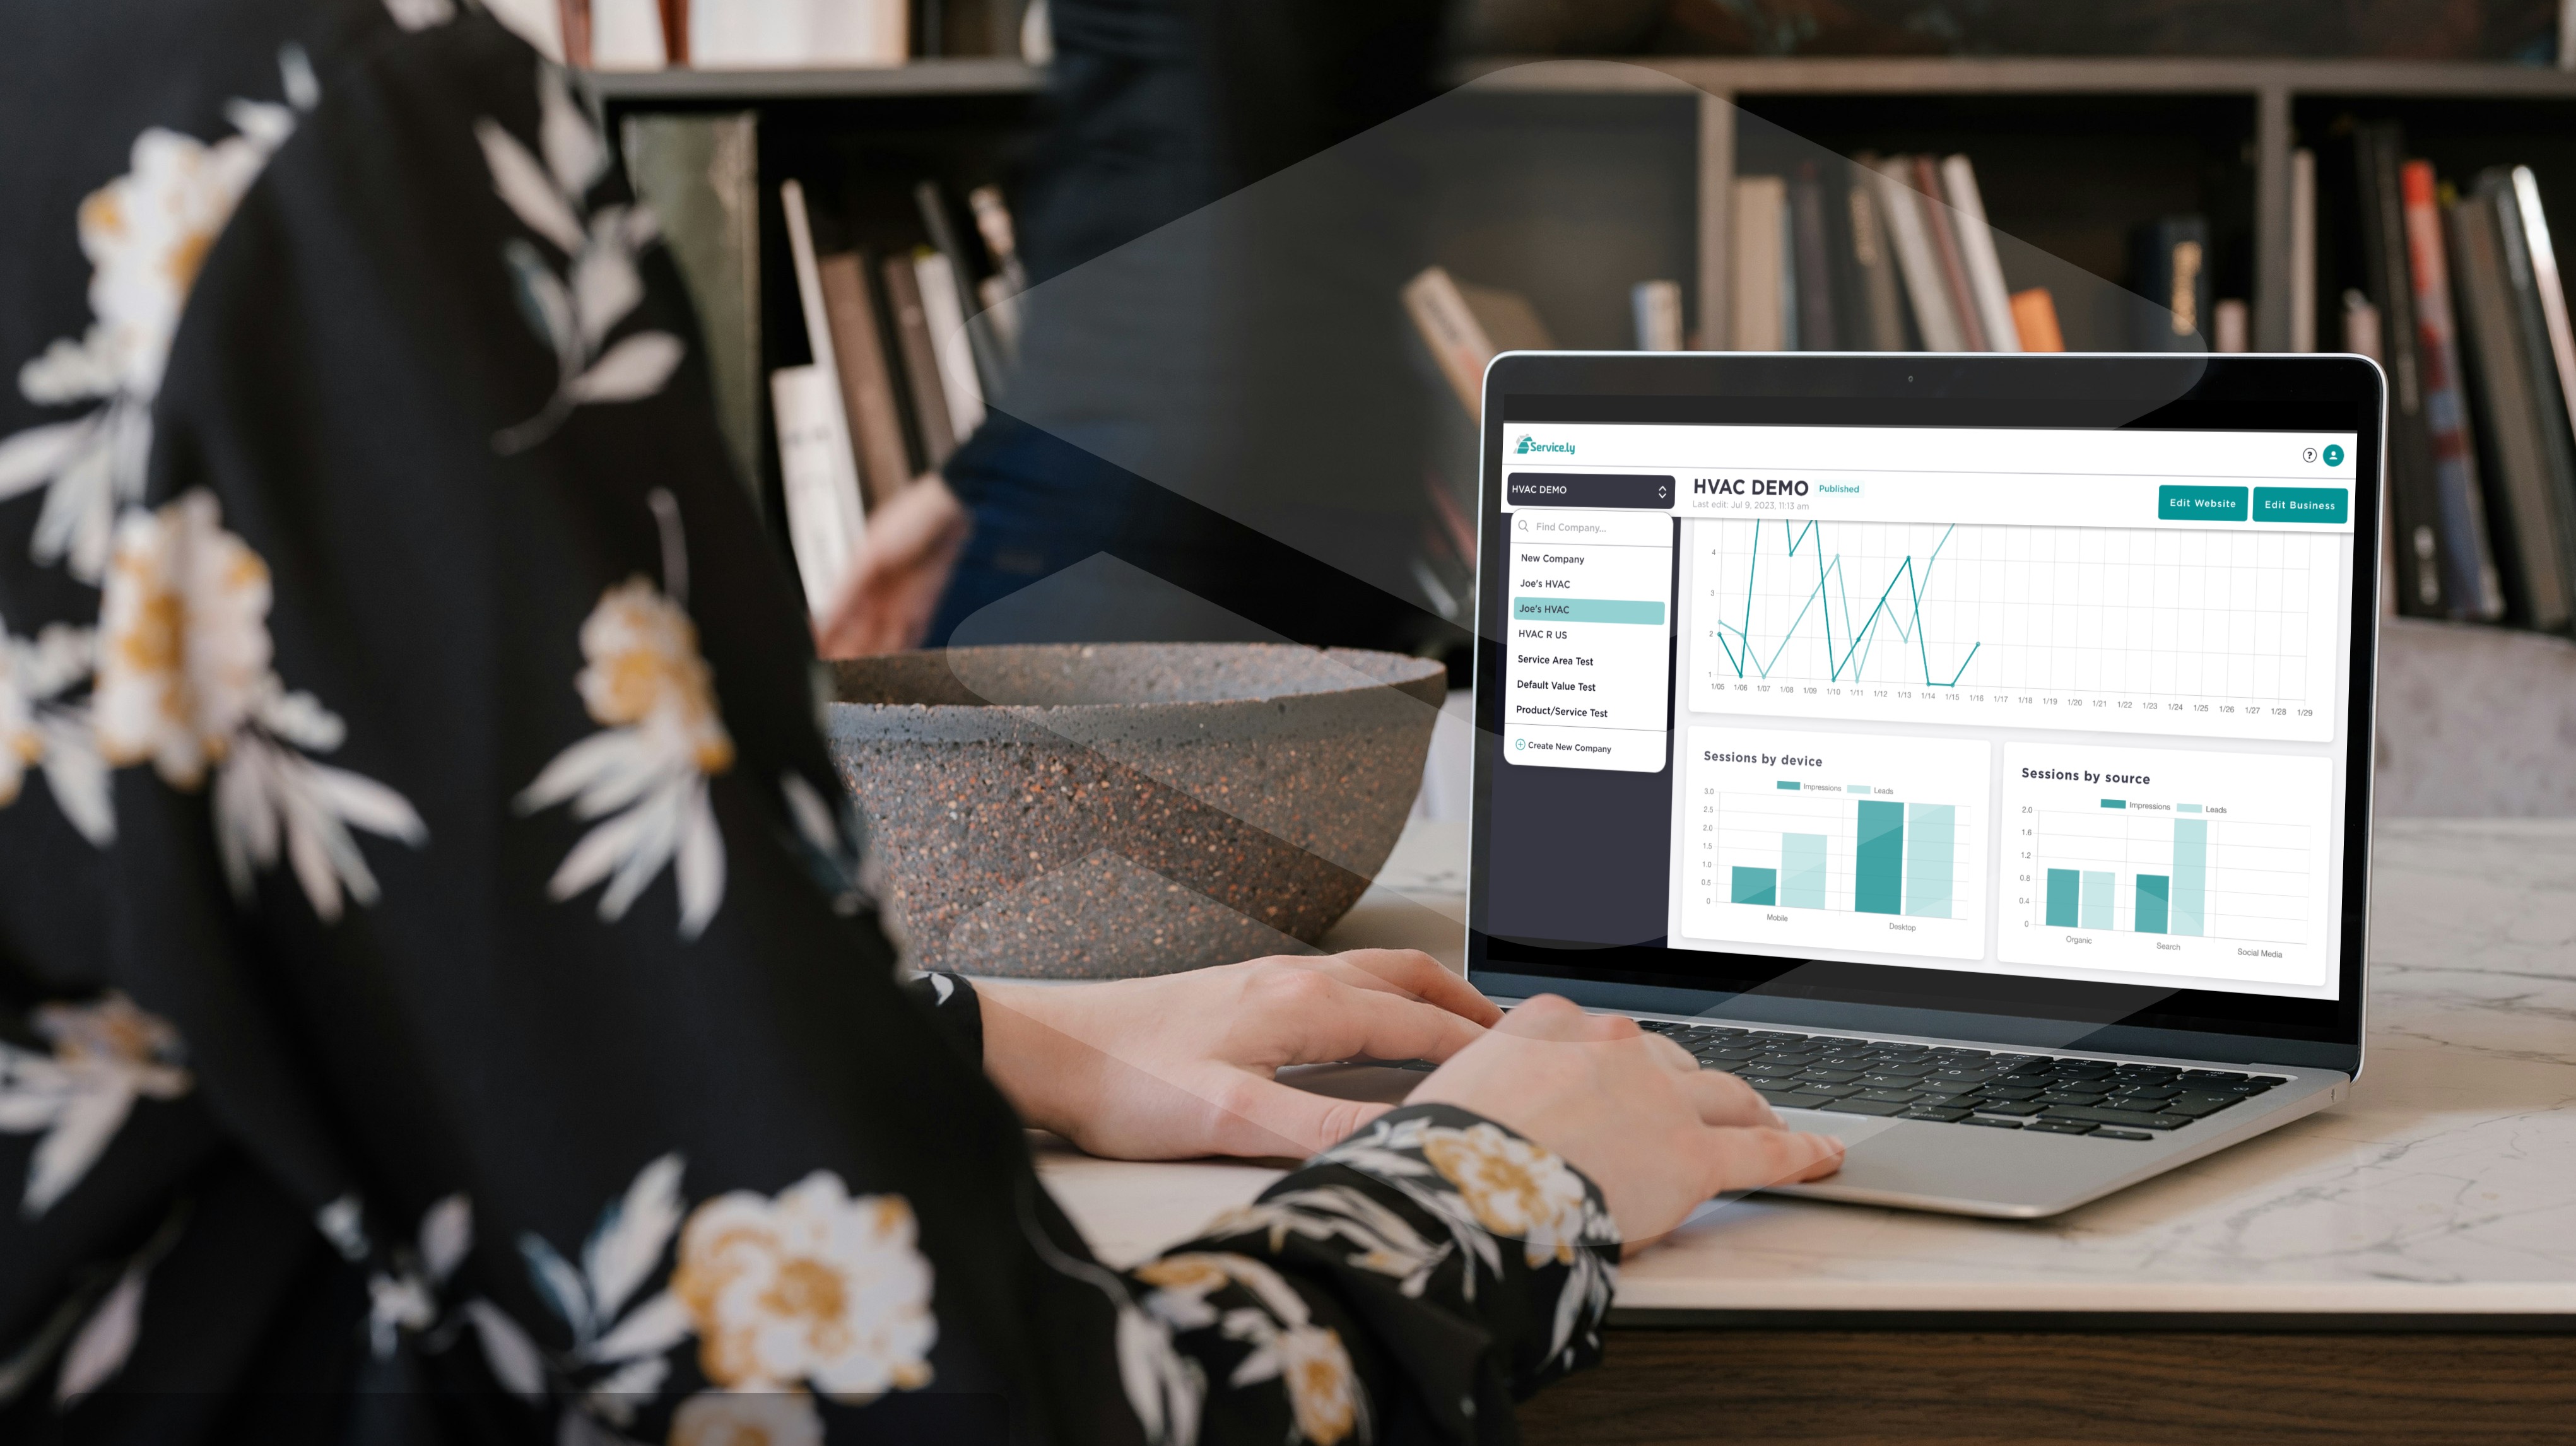 Service.ly
?
HVAC DEMO
HVAC DEMO
Published
Last edit: Jul 9, 2023, 11:13 am
Edit Website
Edit Business
Find Company...
New Company
Joe's HVAC
Joe's HVAC
HVAC R US
Service Area Test
Default Value Test
Product/Service Test
Create New Company
4
3
2
1
1/05 1/06 1/07 1/08 1/09 1/10 1/11 1/12 1/13 1/14 1/15 1/16 1/17 1/18 1/19 1/20 1/21 1/22 1/23 1/24 1/25 1/26 1/27 1/28 1/29
Sessions by device
Impressions Leads
3.0
2.5
2.0
1.5
1.0
0.5
0
Mobile Desktop
Sessions by source
Impressions Leads
2.0
1.6
1.2
0.8
0.4
0
Organic Search Social Media